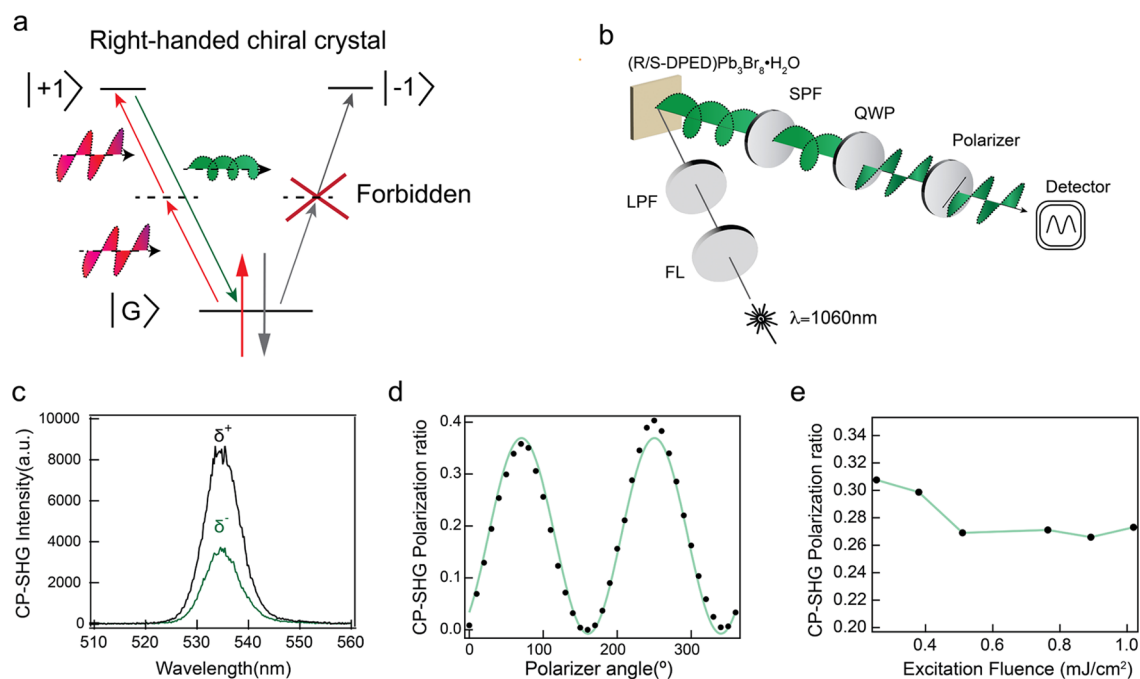 a
Right-handed chiral crystal
|+1⟩
|-1⟩
Forbidden
|G⟩
b
(R/S-DPED)Pb₃Br₈•H₂O
SPF
QWP
Polarizer
Detector
LPF
FL
λ=1060nm
c
CP-SHG Intensity(a.u.)
10000
8000
6000
4000
2000
0
δ⁺
δ⁻
510 520 530 540 550 560
Wavelength(nm)
d
CP-SHG Polarization ratio
0.4
0.3
0.2
0.1
0.0
0 100 200 300
Polarizer angle(º)
e
CP-SHG Polarization ratio
0.34
0.32
0.30
0.28
0.26
0.24
0.22
0.20
0.4 0.6 0.8 1.0
Excitation Fluence (mJ/cm²)